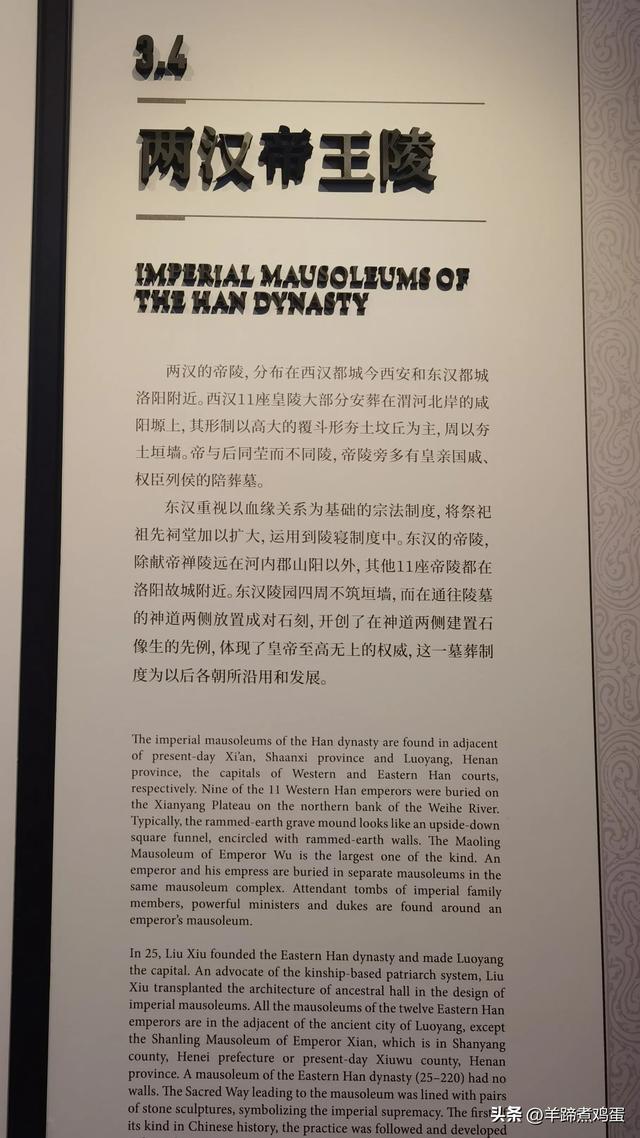 3.4
两汉帝王陵
IMPERIAL MAUSOLEUMS OF
THE HAN DYNASTY
两汉的帝陵，分布在西汉都城今西安和东汉都城
洛阳附近。西汉11座皇陵大部分安葬在渭河北岸的咸
阳塬上，其形制以高大的覆斗形夯土坟丘为主，周以夯
土垣墙。帝与后同茔而不同陵，帝陵旁多有皇亲国戚、
权臣列侯的陪葬墓。
东汉重视以血缘关系为基础的宗法制度，将祭祀
祖先祠堂加以扩大，运用到陵寝制度中。东汉的帝陵，
除献帝禅陵远在河内郡山阳以外，其他11座帝陵都在
洛阳故城附近。东汉陵园四周不筑垣墙，而在通往陵墓
的神道两侧放置成对石刻，开创了在神道两侧建置石
像生的先例，体现了皇帝至高无上的权威，这一墓葬制
度为以后各朝所沿用和发展。
The imperial mausoleums of the Han dynasty are found in adjacent
of present-day Xi'an, Shaanxi province and Luoyang, Henan
province, the capitals of Western and Eastern Han courts,
respectively. Nine of the 11 Western Han emperors were buried on
the Xianyang Plateau on the northern bank of the Weihe River.
Typically, the rammed-earth grave mound looks like an upside-down
square funnel, encircled with rammed-earth walls. The Maoling
Mausoleum of Emperor Wu is the largest one of the kind. An
emperor and his empress are buried in separate mausoleums in the
same mausoleum complex. Attendant tombs of imperial family
members, powerful ministers and dukes are found around an
emperor's mausoleum.
In 25, Liu Xiu founded the Eastern Han dynasty and made Luoyang
the capital. An advocate of the kinship-based patriarch system, Liu
Xiu transplanted the architecture of ancestral hall in the design of
imperial mausoleums. All the mausoleums of the twelve Eastern Han
emperors are in the adjacent of the ancient city of Luoyang, except
the Shanling Mausoleum of Emperor Xian, which is in Shanyang
county, Henei prefecture or present-day Xiuwu county, Henan
province. A mausoleum of the Eastern Han dynasty (25–220) had no
walls. The Sacred Way leading to the mausoleum was lined with pairs
of stone sculptures, symbolizing the imperial supremacy. The first
its kind in Chinese history, the practice was followed and developed
头条 @羊蹄煮鸡蛋